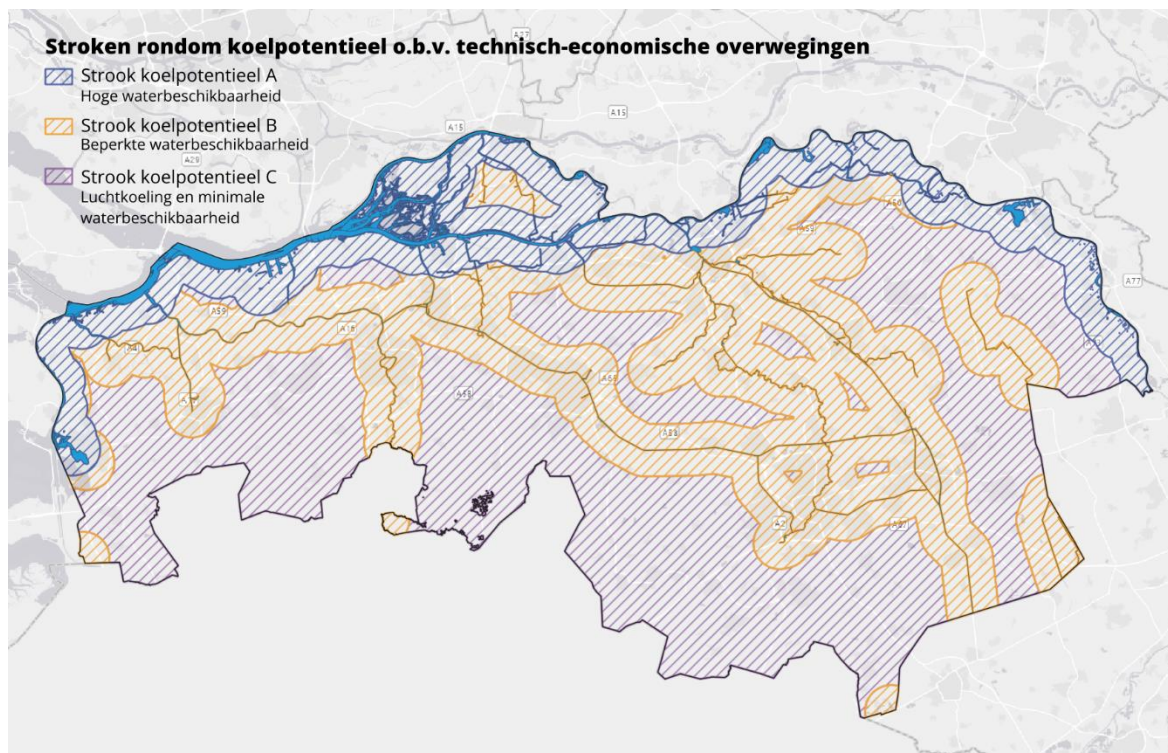 Stroken rondom koelpotentieel o.b.v. technisch-economische overwegingen
Strook koelpotentieel A
Hoge waterbeschikbaarheid
Strook koelpotentieel B
Beperkte waterbeschikbaarheid
Strook koelpotentieel C
Luchtkoeling en minimale
waterbeschikbaarheid
A27
A15
A15
A29
A50
A59
A77
A59
A16
A4
A58
A58
A2
A67